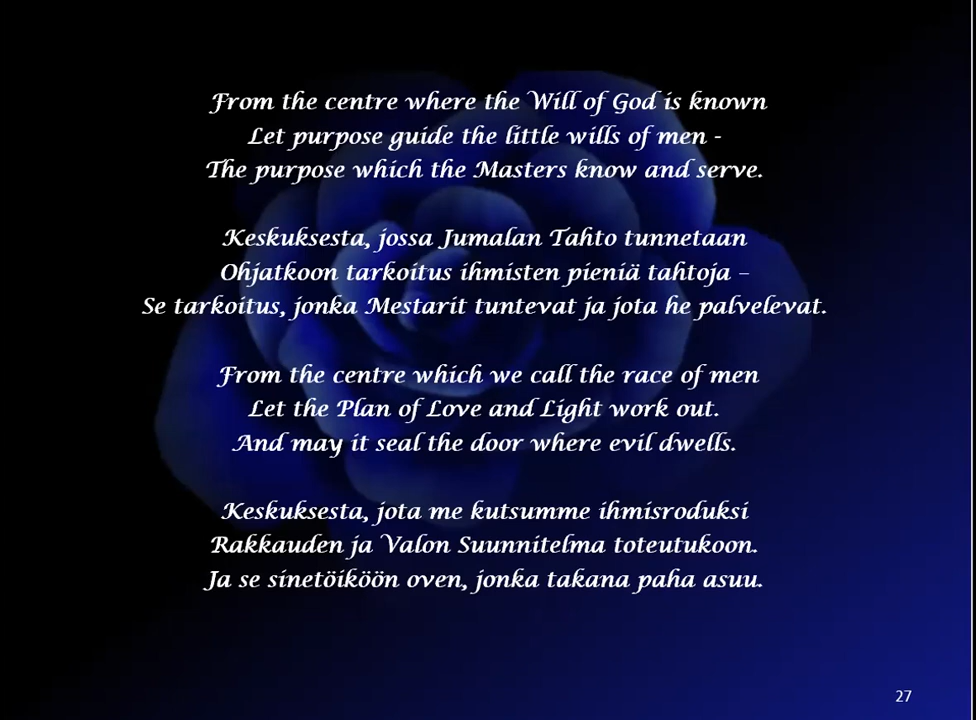 From the centre where the Will of God is known
Let purpose guide the little wills of men -
The purpose which the Masters know and serve.
Keskuksesta, jossa Jumalan Tahto tunnetaan
Ohjatkoon tarkoitus ihmisten pieniä tahtoja –
Se tarkoitus, jonka Mestarit tuntevat ja jota he palvelevat.
From the centre which we call the race of men
Let the Plan of Love and Light work out.
And may it seal the door where evil dwells.
Keskuksesta, jota me kutsumme ihmisroduksi
Rakkauden ja Valon Suunnitelma toteutukoon.
Ja se sinetöiköön oven, jonka takana paha asuu.
27